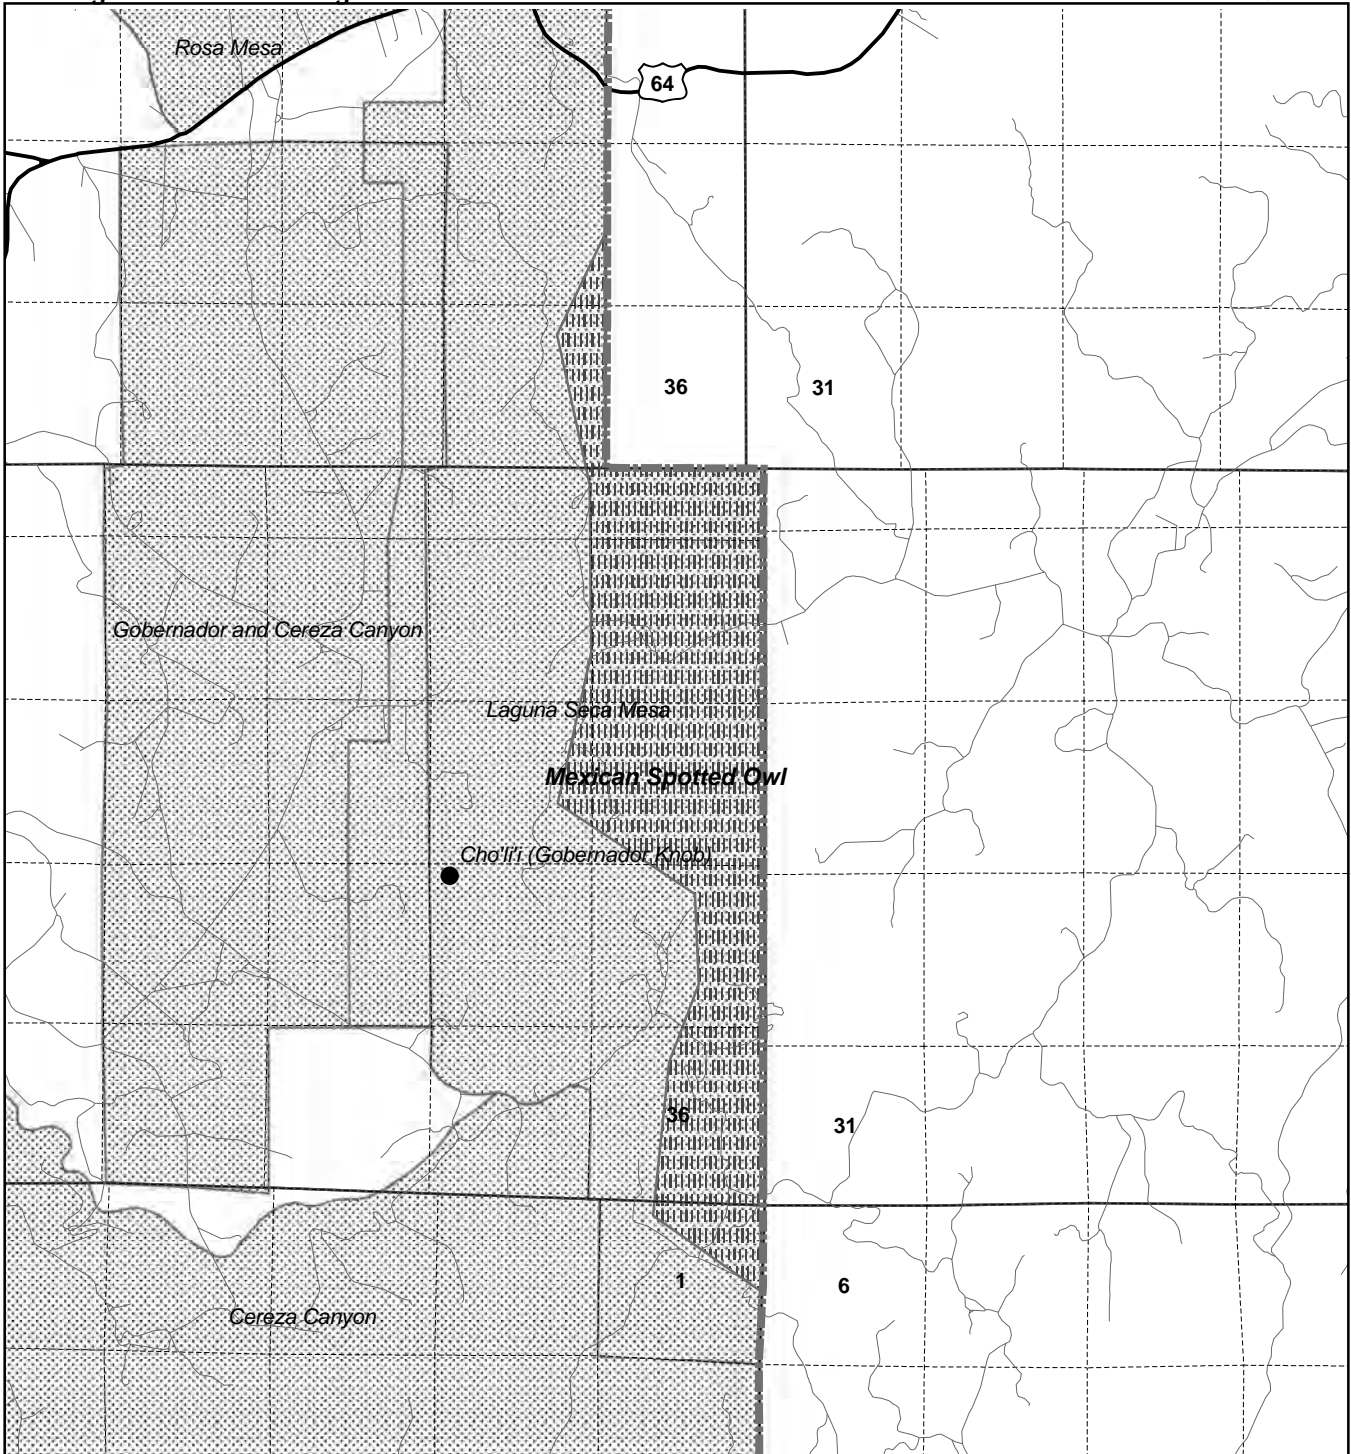 Rosa Mesa
64
36
31
Gobernador and Cereza Canyon
Laguna Seca Mesa
Mexican Spotted Owl
Cho'li'i (Gobernador Knob)
36
31
1
6
Cereza Canyon